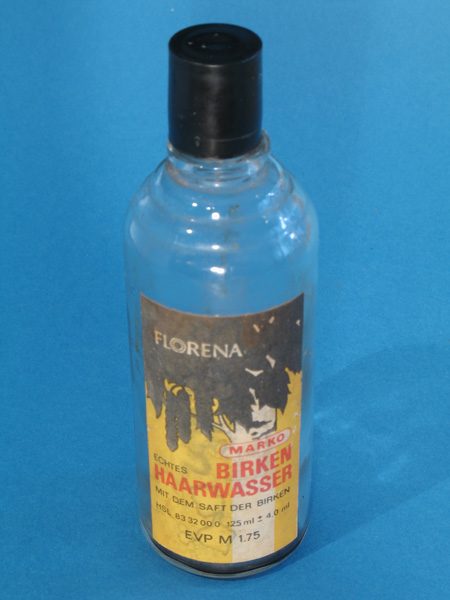 FLORENA
MARKO
ECHTES BIRKEN
HAARWASSER
MIT DEM SAFT DER BIRKEN
HSL 83 32 00 0 125 ml ± 4.0 ml
EVP M 1.75